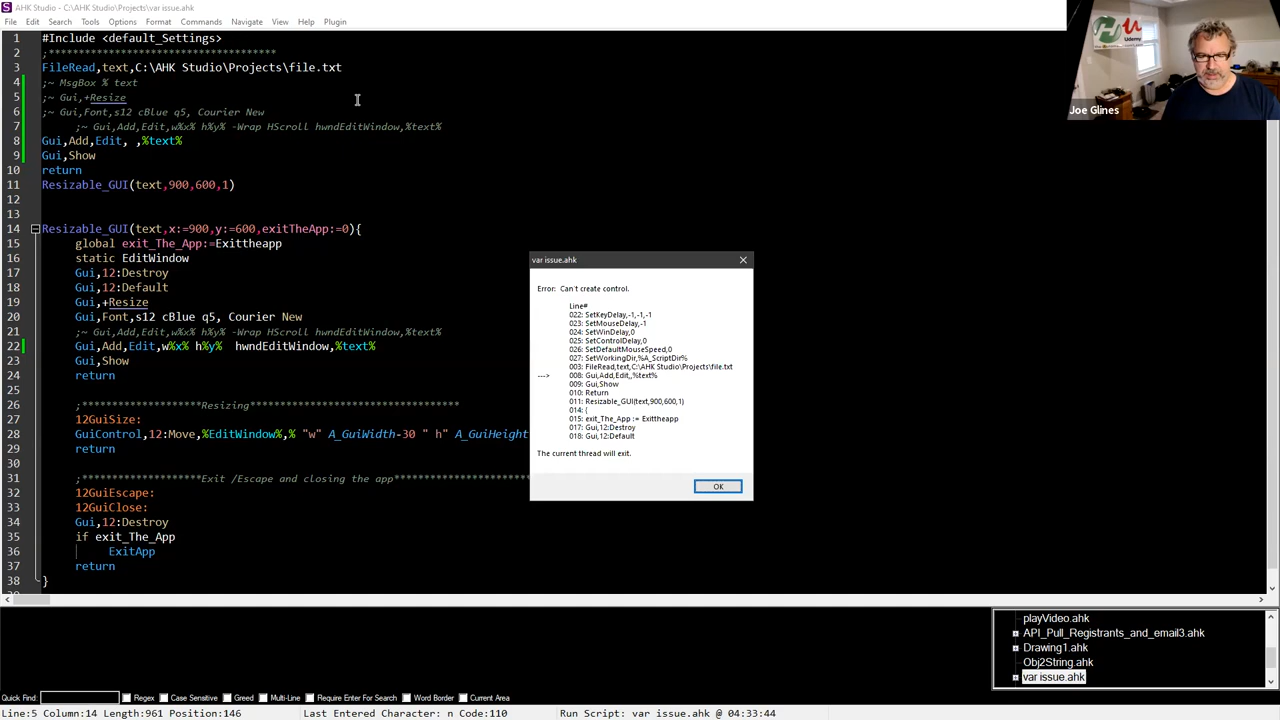 AHK Studio - C:\AHK Studio\Projects\var issue.ahk
File Edit Search Tools Options Format Commands Navigate View Help Plugin
1 #Include <default_Settings>
2 ;************************************
3 FileRead,text,C:\AHK Studio\Projects\file.txt
4 ;~ MsgBox % text
5 ;~ Gui,+Resize
6 ;~ Gui,Font,s12 cBlue q5, Courier New
7 ;~ Gui,Add,Edit,w%x% h%y% -Wrap HScroll hwndEditWindow,%text%
8 Gui,Add,Edit, ,%text%
9 Gui,Show
10 return
11 Resizable_GUI(text,900,600,1)
12
13
14 Resizable_GUI(text,x:=900,y:=600,exitTheApp:=0){
15 global exit_The_App:=Exittheapp
16 static EditWindow
17 Gui,12:Destroy
18 Gui,12:Default
19 Gui,+Resize
20 Gui,Font,s12 cBlue q5, Courier New
21 ;~ Gui,Add,Edit,w%x% h%y% -Wrap HScroll hwndEditWindow,%text%
22 Gui,Add,Edit,w%x% h%y%  hwndEditWindow,%text%
23 Gui,Show
24 return
25
26 ;********************Resizing********************************
27 12GuiSize:
28 GuiControl,12:Move,%EditWindow%,% "w" A_GuiWidth-30 " h" A_GuiHeight
29 return
30
31 ;********************Exit /Escape and closing the app********************
32 12GuiEscape:
33 12GuiClose:
34 Gui,12:Destroy
35 if exit_The_App
36 ExitApp
37 return
38 }
var issue.ahk
Error: Can't create control.
Line#
022: SetKeyDelay,-1,-1,-1
023: SetMouseDelay,-1
024: SetWinDelay,0
025: SetControlDelay,0
026: SetDefaultMouseSpeed,0
027: SetWorkingDir,%A_ScriptDir%
003: FileRead,text,C:\AHK Studio\Projects\file.txt
---> 008: Gui,Add,Edit,,%text%
009: Gui,Show
010: Return
011: Resizable_GUI(text,900,600,1)
014: {
015: exit_The_App := Exittheapp
017: Gui,12:Destroy
018: Gui,12:Default
The current thread will exit.
OK
Udemy
Joe Glines
playVideo.ahk
API_Pull_Registrants_and_email3.ahk
Drawing1.ahk
Obj2String.ahk
var issue.ahk
Quick Find: Regex Case Sensitive Greed Multi-Line Require Enter For Search Word Border Current Area
Line:5 Column:14 Length:961 Position:146 Last Entered Character: n Code:110 Run Script: var issue.ahk @ 04:33:44